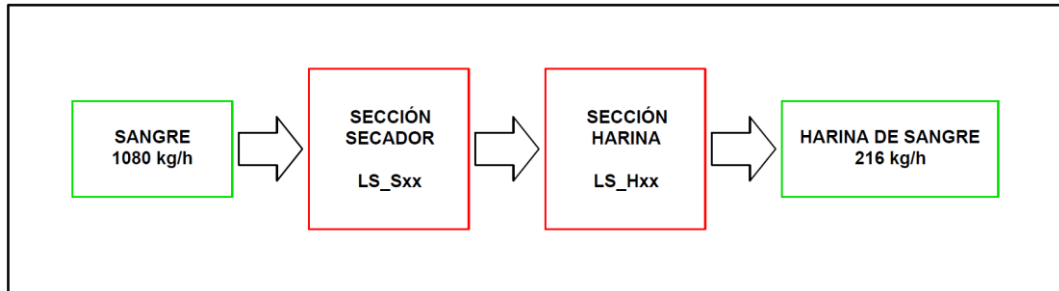 SANGRE
1080 kg/h
SECCIÓN
SECADOR
LS_Sxx
SECCIÓN
HARINA
LS_Hxx
HARINA DE SANGRE
216 kg/h